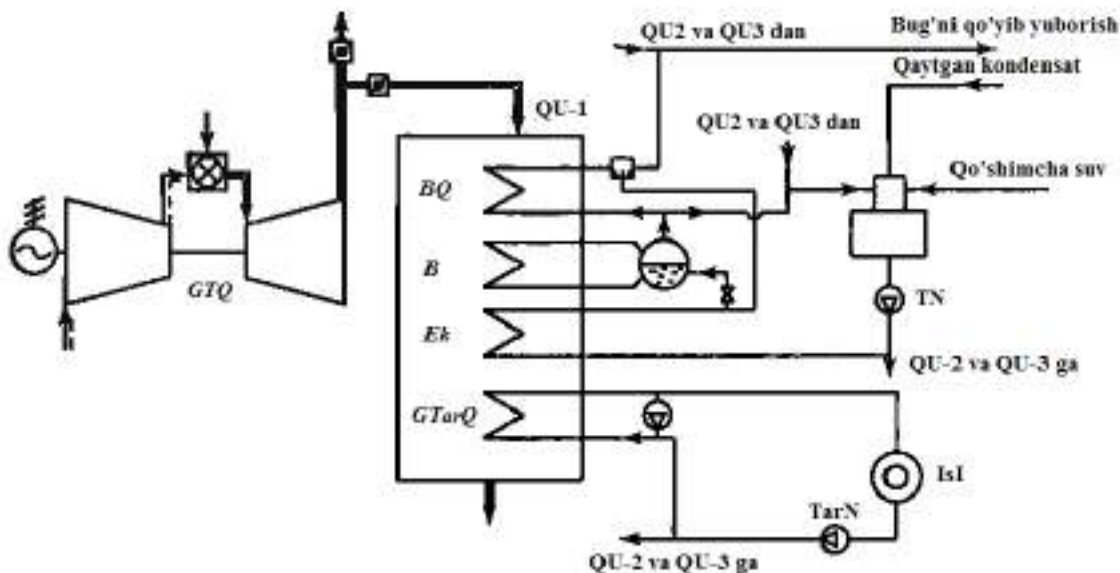 QU2 va QU3 dan
Bug'ni qo'yib yuborish
Qaytgan kondensat
QU-1
QU2 va QU3 dan
Qo'shimcha suv
BQ
B
GTQ
TN
Ek
QU-2 va QU-3 ga
GTarQ
IsI
TarN
QU-2 va QU-3 ga